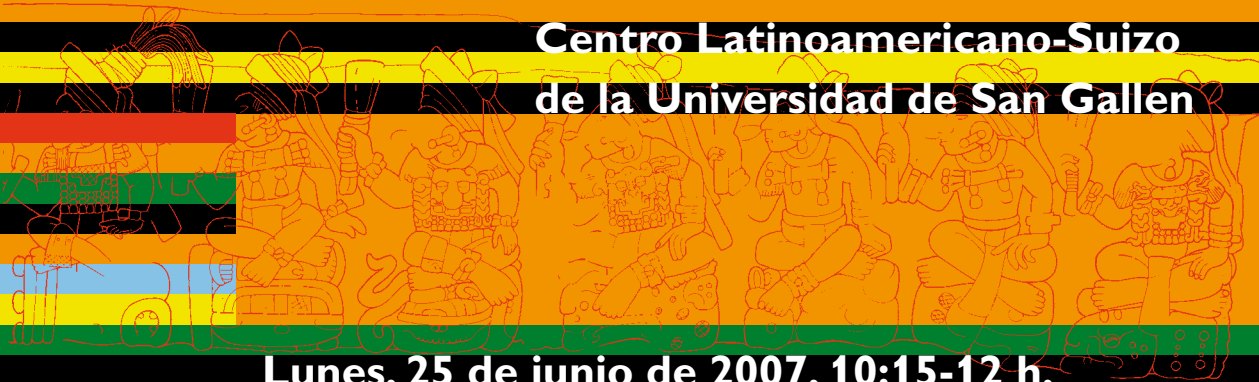 Centro Latinoamericano-Suizo
de la Universidad de San Gallen
Lunes, 25 de junio de 2007, 10:15-12 h.